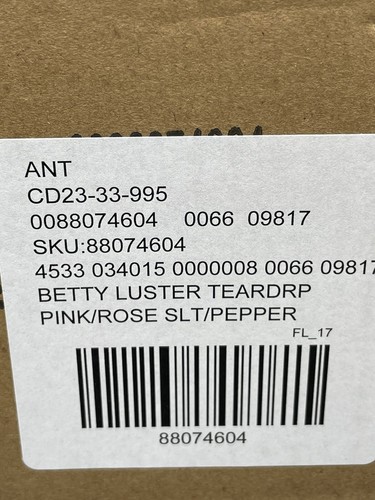 ANT
CD23-33-995
0088074604 0066 09817
SKU:88074604
4533 034015 0000008 0066 09817
BETTY LUSTER TEARDRP
PINK/ROSE SLT/PEPPER
FL_17
88074604